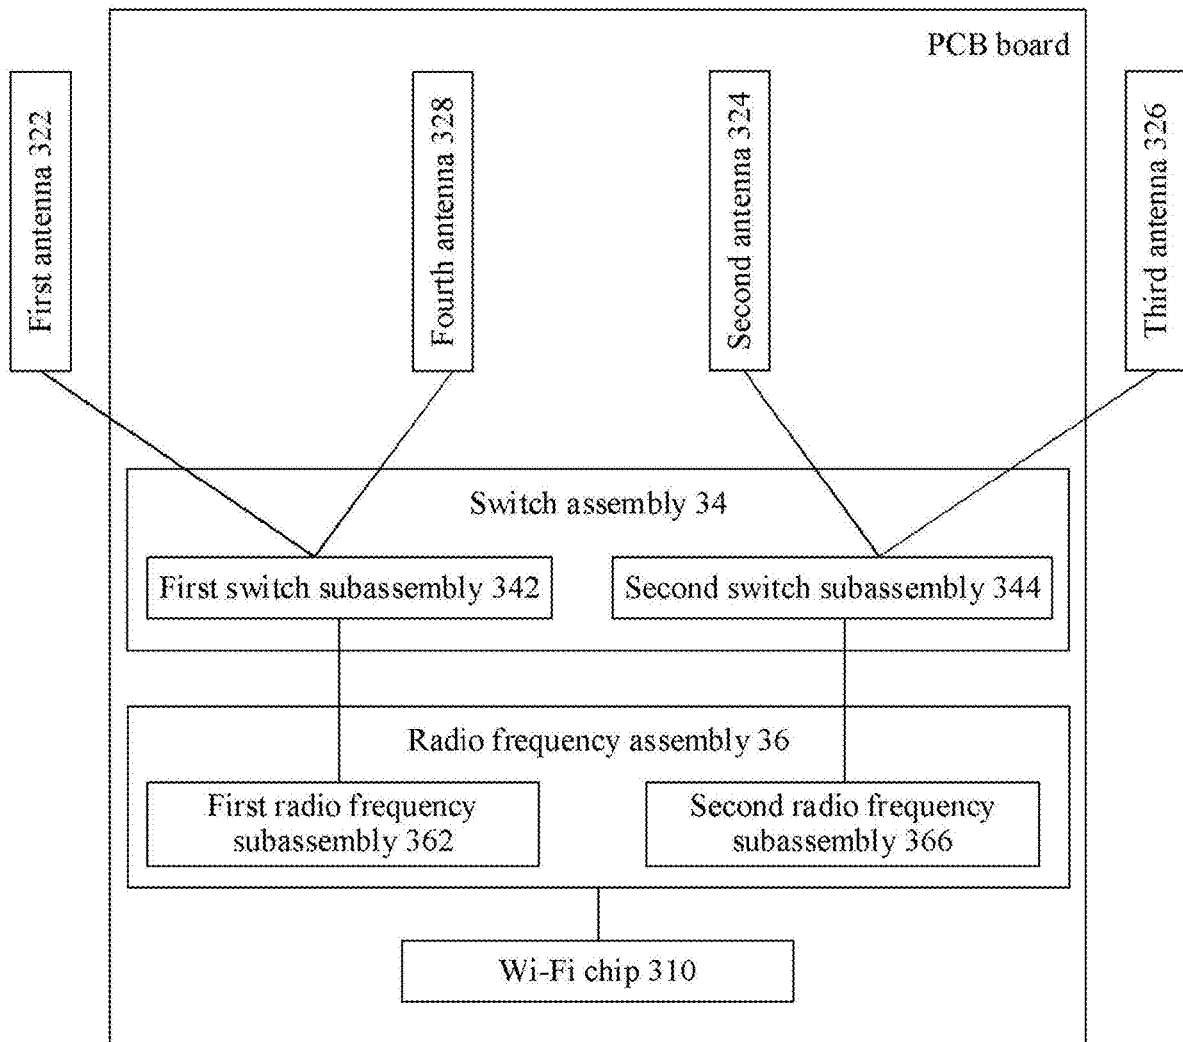 PCB board
First antenna 322
Fourth antenna 328
Second antenna 324
Third antenna 326
Switch assembly 34
First switch subassembly 342
Second switch subassembly 344
Radio frequency assembly 36
First radio frequency
subassembly 362
Second radio frequency
subassembly 366
Wi-Fi chip 310